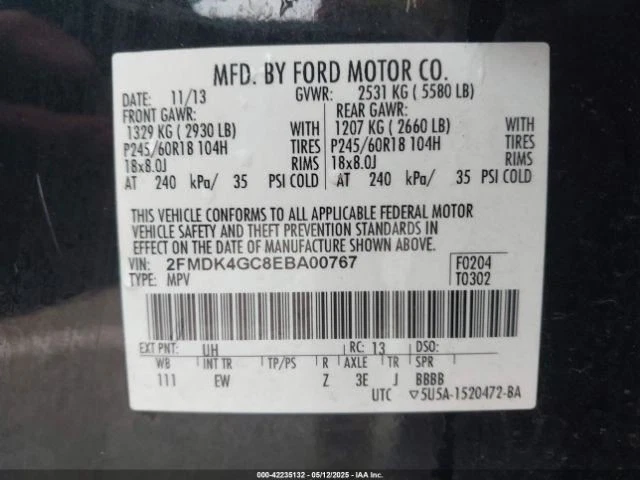 MFD. BY FORD MOTOR CO.
DATE: 11/13 GVWR: 2531 KG ( 5580 LB)
FRONT GAWR: REAR GAWR:
1329 KG ( 2930 LB) WITH 1207 KG ( 2660 LB) WITH
P245/60R18 104H TIRES P245/60R18 104H TIRES
18x8.0J RIMS 18x8.0J RIMS
AT 240 kPa/ 35 PSI COLD AT 240 kPa/ 35 PSI COLD
THIS VEHICLE CONFORMS TO ALL APPLICABLE FEDERAL MOTOR
VEHICLE SAFETY AND THEFT PREVENTION STANDARDS IN
EFFECT ON THE DATE OF MANUFACTURE SHOWN ABOVE.
VIN: 2FMDK4GC8EBA00767 F0204
TYPE: MPV T0302
EXT PNT: UH RC: 13 DSO:
WB INT TR TP/PS R AXLE TR SPR
111 EW Z 3E J BBBB
UTC ▽5U5A-1520472-BA
000-42235132 - 05/12/2025 - IAAI.COM